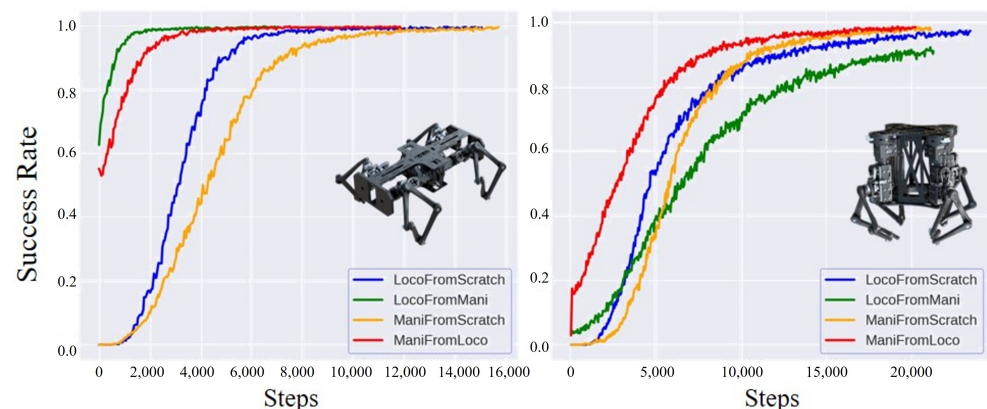 Success Rate
1.0
0.8
0.6
0.4
0.2
0.0
LocoFromScratch
LocoFromMani
ManiFromScratch
ManiFromLoco
0 2,000 4,000 6,000 8,000 10,000 12,000 14,000 16,000
Steps
1.0
0.8
0.6
0.4
0.2
0.0
LocoFromScratch
LocoFromMani
ManiFromScratch
ManiFromLoco
0 5,000 10,000 15,000 20,000
Steps